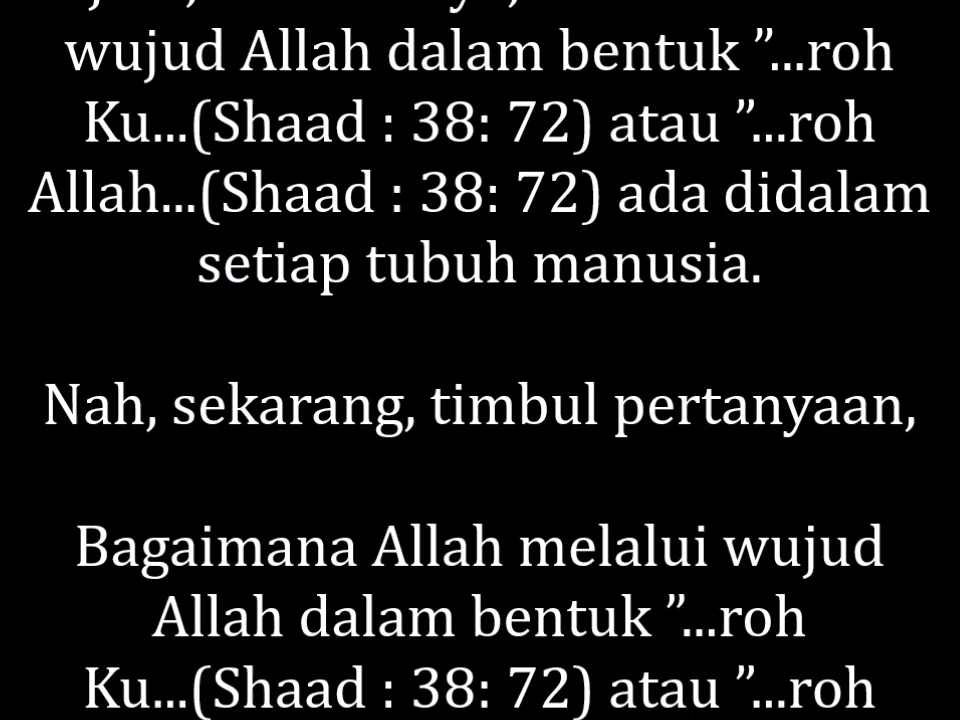 wujud Allah dalam bentuk ”...roh
Ku...(Shaad : 38: 72) atau ”...roh
Allah...(Shaad : 38: 72) ada didalam
setiap tubuh manusia.
Nah, sekarang, timbul pertanyaan,
Bagaimana Allah melalui wujud
Allah dalam bentuk ”...roh
Ku...(Shaad : 38: 72) atau ”...roh